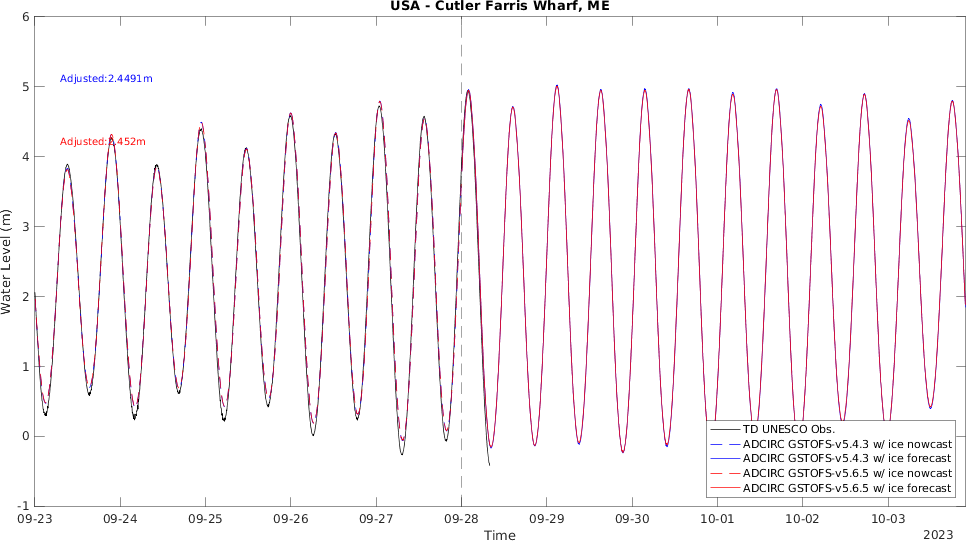 USA - Cutler Farris Wharf, ME
6
5
4
3
2
1
0
-1
Water Level (m)
Adjusted:2.4491m
Adjusted:2.452m
TD UNESCO Obs.
ADCIRC GSTOFS-v5.4.3 w/ ice nowcast
ADCIRC GSTOFS-v5.4.3 w/ ice forecast
ADCIRC GSTOFS-v5.6.5 w/ ice nowcast
ADCIRC GSTOFS-v5.6.5 w/ ice forecast
09-23 09-24 09-25 09-26 09-27 09-28 09-29 09-30 10-01 10-02 10-03
Time
2023